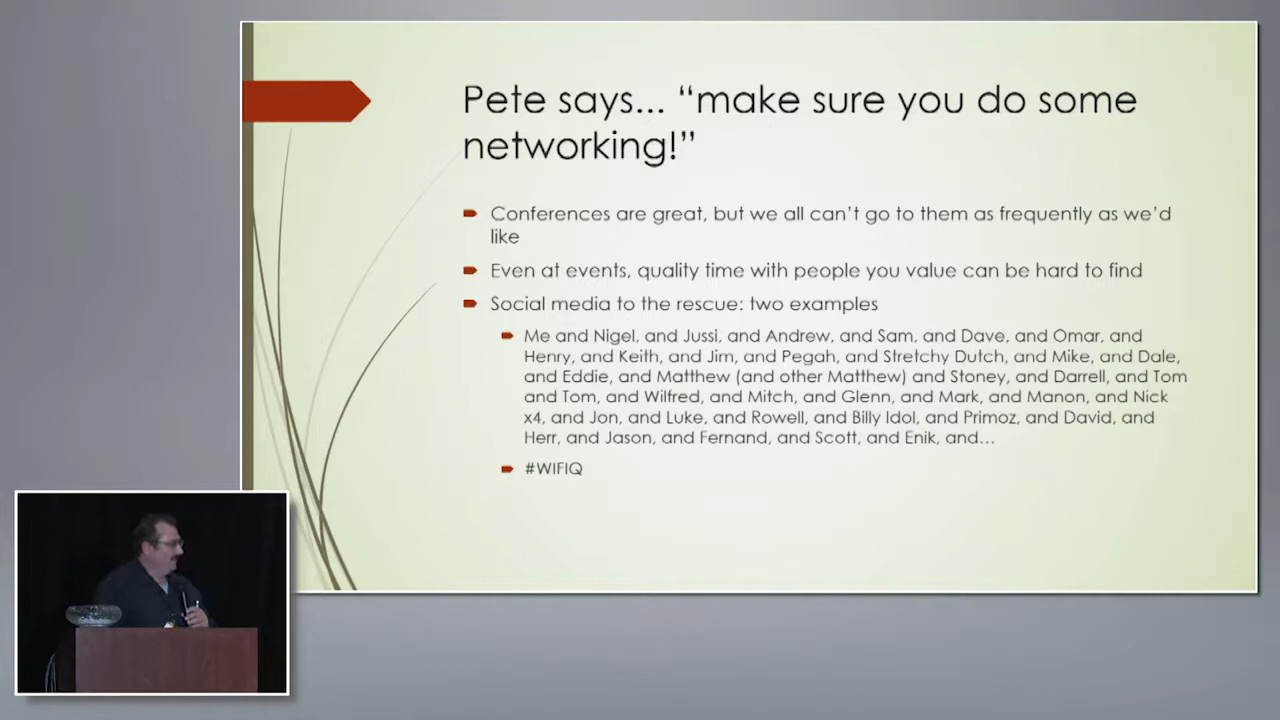 Pete says... “make sure you do some
networking!”
Conferences are great, but we all can’t go to them as frequently as we’d
like
Even at events, quality time with people you value can be hard to find
Social media to the rescue: two examples
Me and Nigel, and Jussi, and Andrew, and Sam, and Dave, and Omar, and
Henry, and Keith, and Jim, and Pegah, and Stretchy Dutch, and Mike, and Dale,
and Eddie, and Matthew (and other Matthew) and Stoney, and Darrell, and Tom
and Tom, and Wilfred, and Mitch, and Glenn, and Mark, and Manon, and Nick
x4, and Jon, and Luke, and Rowell, and Billy Idol, and Primoz, and David, and
Herr, and Jason, and Fernand, and Scott, and Enik, and…
#WIFIQ